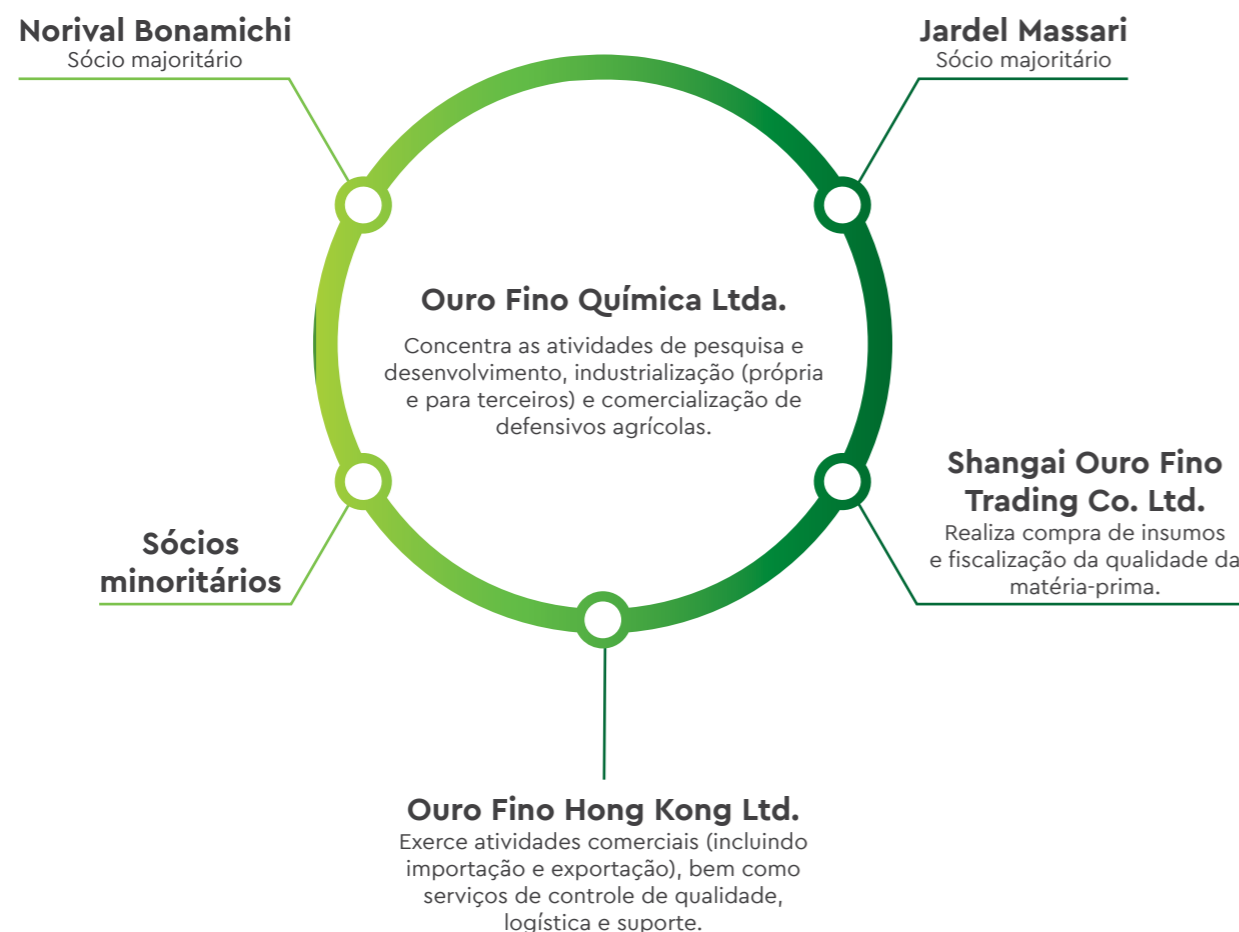 Norival Bonamichi
Sócio majoritário
Jardel Massari
Sócio majoritário
Ouro Fino Química Ltda.
Concentra as atividades de pesquisa e
desenvolvimento, industrialização (própria
e para terceiros) e comercialização de
defensivos agrícolas.
Shangai Ouro Fino
Trading Co. Ltd.
Realiza compra de insumos
e fiscalização da qualidade da
matéria-prima.
Sócios
minoritários
Ouro Fino Hong Kong Ltd.
Exerce atividades comerciais (incluindo
importação e exportação), bem como
serviços de controle de qualidade,
logística e suporte.